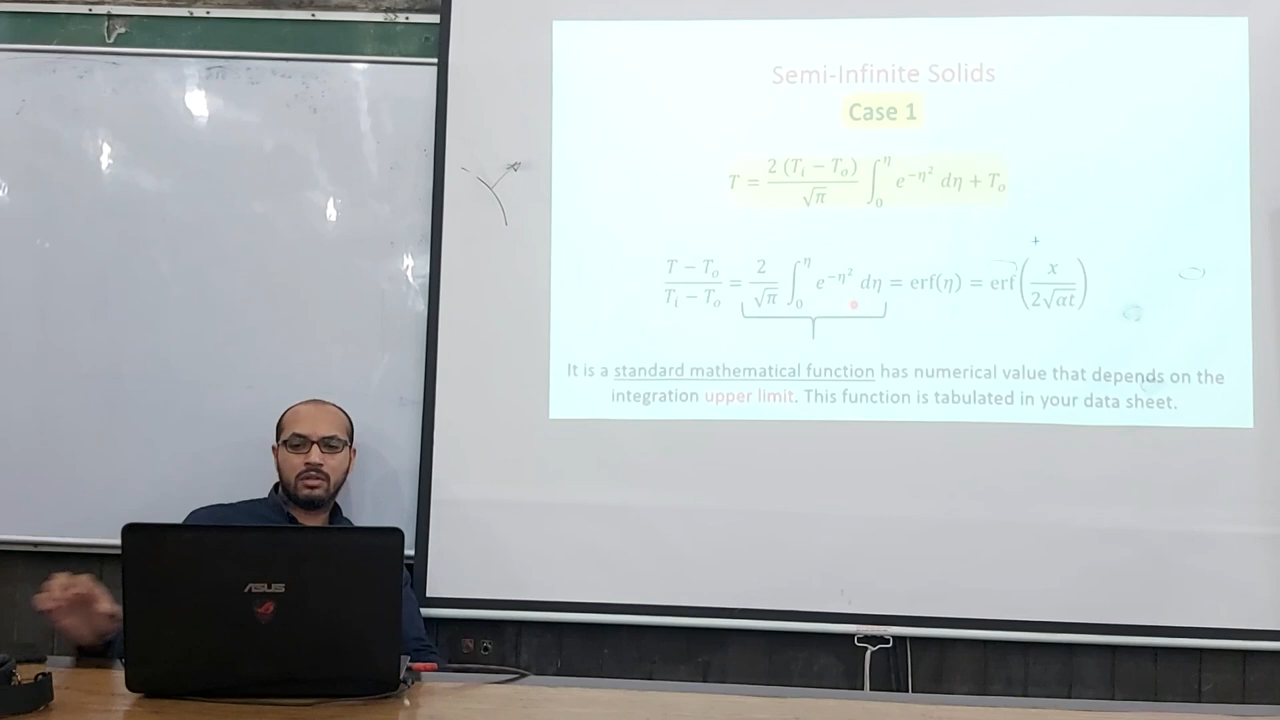 Semi-Infinite Solids
Case 1
T = 2 (Tᵢ − Tₒ) / √π ∫₀^η e^(−η²) dη + Tₒ
(T − Tₒ) / (Tᵢ − Tₒ) = 2 / √π ∫₀^η e^(−η²) dη = erf(η) = erf(x / (2√(αt)))
It is a standard mathematical function has numerical value that depends on the
integration upper limit. This function is tabulated in your data sheet.
ASUS